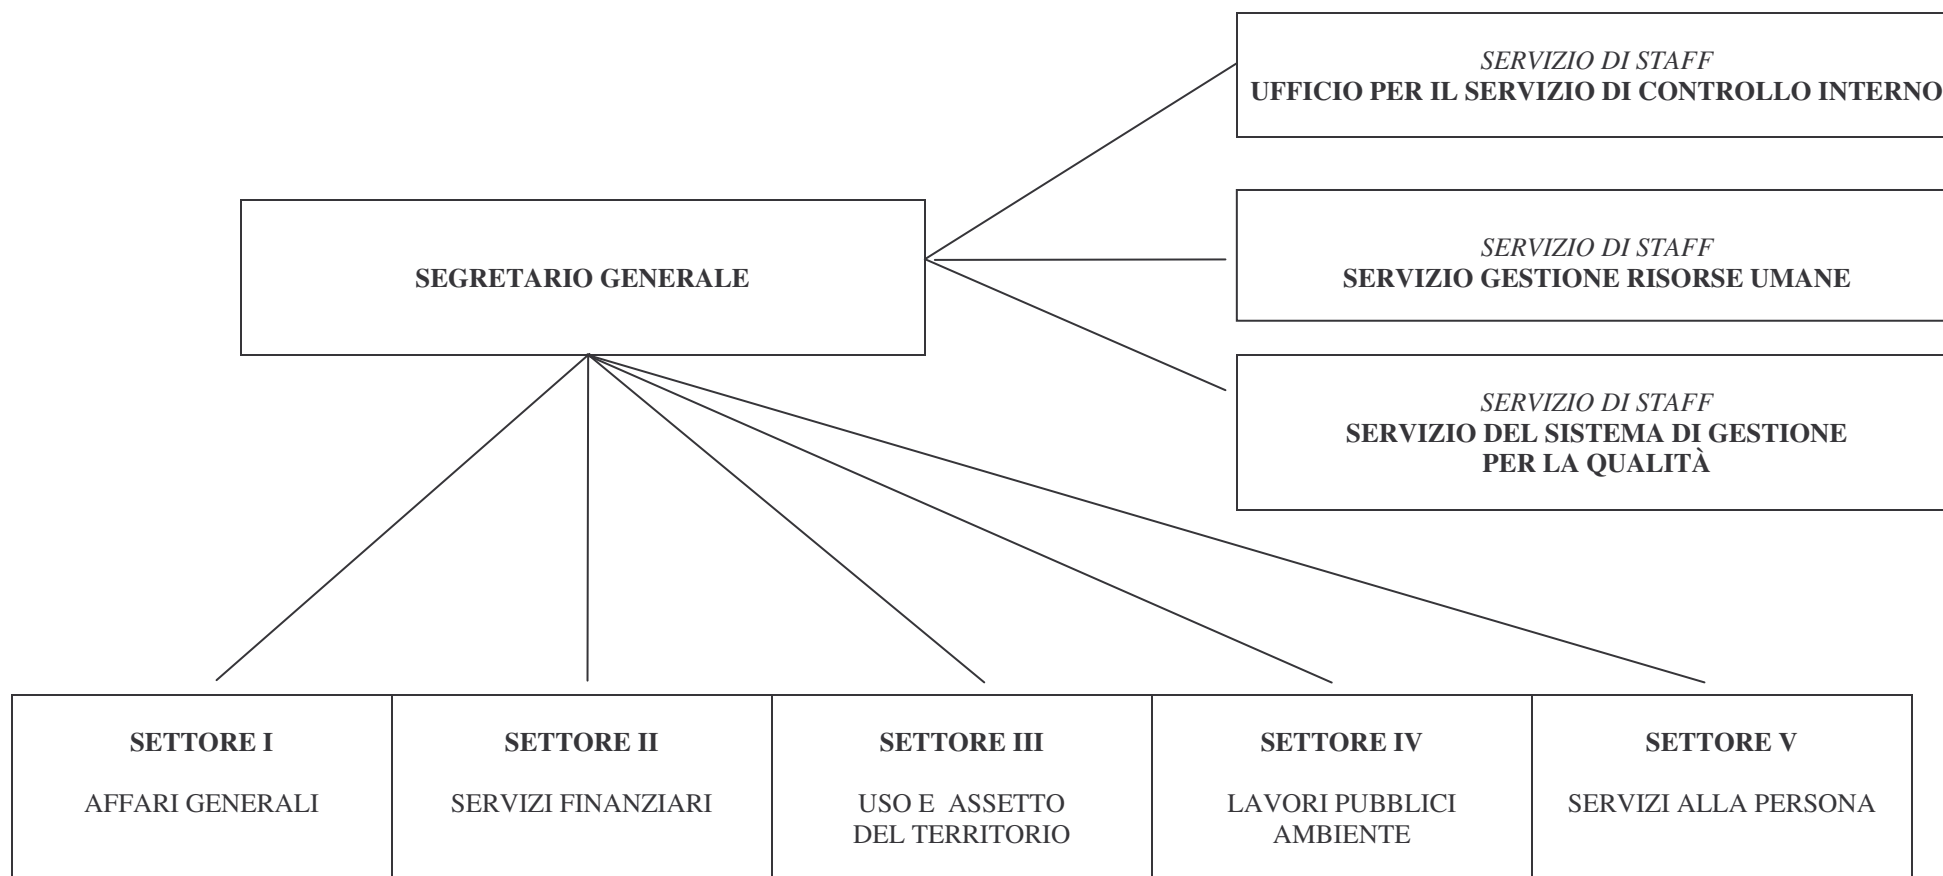 SERVIZIO DI STAFF
UFFICIO PER IL SERVIZIO DI CONTROLLO INTERNO
SEGRETARIO GENERALE
SERVIZIO DI STAFF
SERVIZIO GESTIONE RISORSE UMANE
SERVIZIO DI STAFF
SERVIZIO DEL SISTEMA DI GESTIONE
PER LA QUALITÀ
SETTORE I
AFFARI GENERALI
SETTORE II
SERVIZI FINANZIARI
SETTORE III
USO E ASSETTO
DEL TERRITORIO
SETTORE IV
LAVORI PUBBLICI
AMBIENTE
SETTORE V
SERVIZI ALLA PERSONA